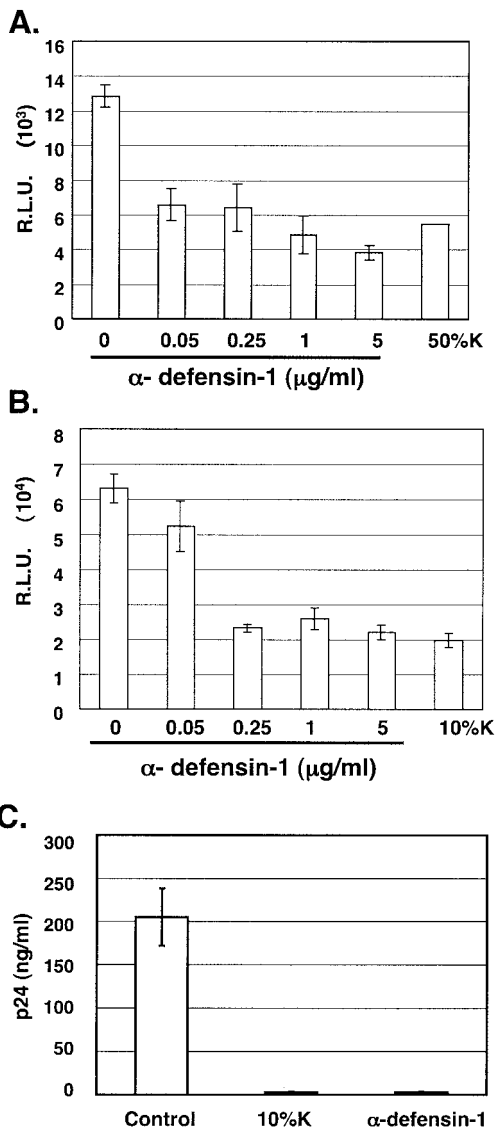 A.
16
14
12
10
8
6
4
2
0
R.L.U. (10³)
0 0.05 0.25 1 5 50%K
α- defensin-1 (μg/ml)
B.
8
7
6
5
4
3
2
1
0
R.L.U. (10⁴)
0 0.05 0.25 1 5 10%K
α- defensin-1 (μg/ml)
C.
300
250
200
150
100
50
0
p24 (ng/ml)
Control 10%K α-defensin-1